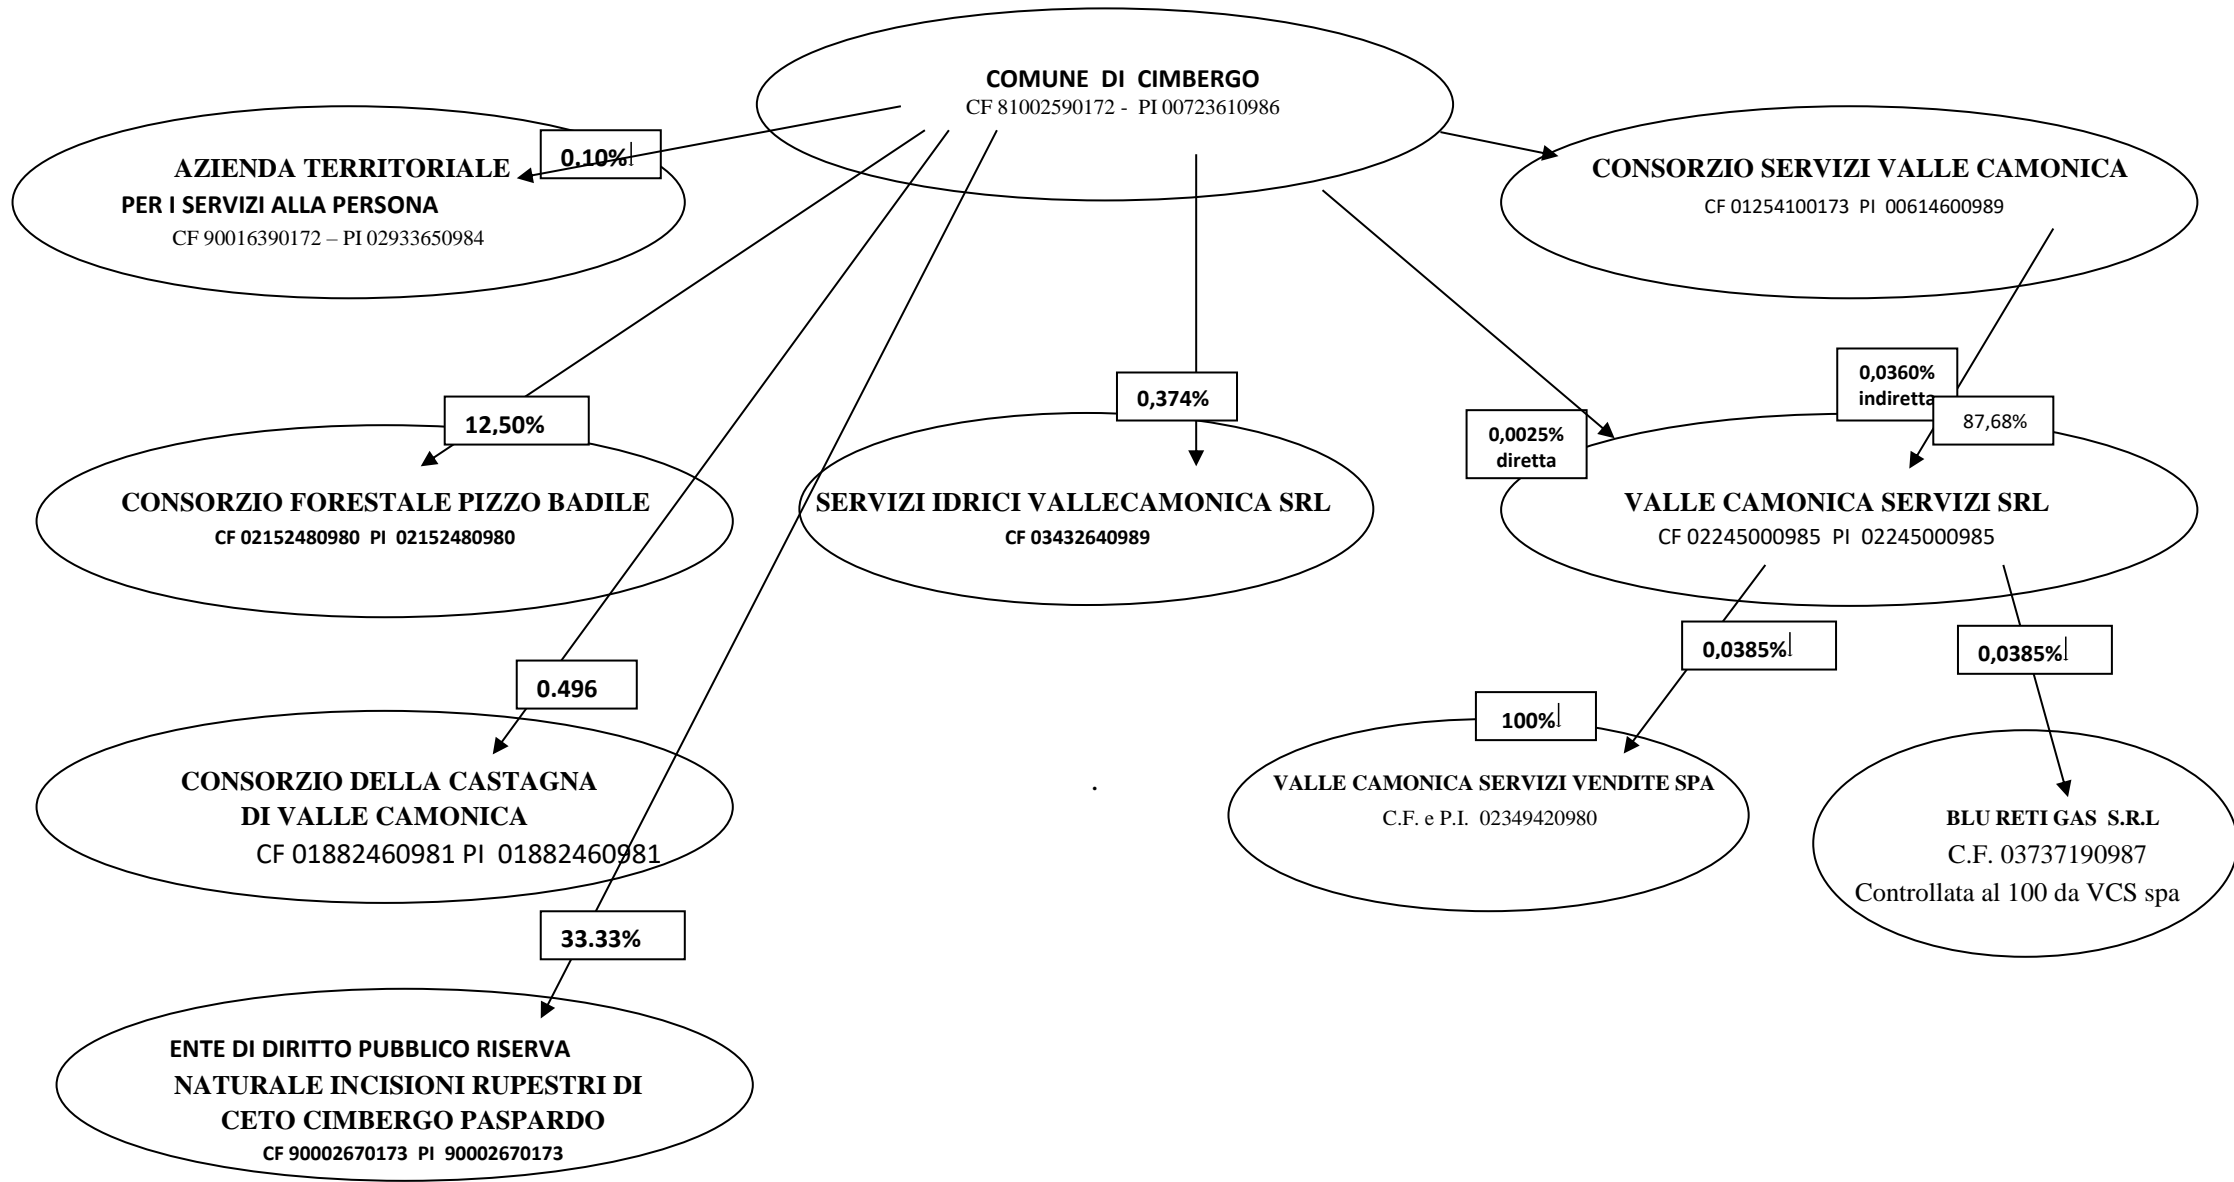 COMUNE DI CIMBERGO
CF 81002590172 - PI 00723610986
0.10%
AZIENDA TERRITORIALE
PER I SERVIZI ALLA PERSONA
CF 90016390172 – PI 02933650984
CONSORZIO SERVIZI VALLE CAMONICA
CF 01254100173 PI 00614600989
12,50%
CONSORZIO FORESTALE PIZZO BADILE
CF 02152480980 PI 02152480980
0,374%
SERVIZI IDRICI VALLECAMONICA SRL
CF 03432640989
0,0025%
diretta
0,0360%
indiretta
87,68%
VALLE CAMONICA SERVIZI SRL
CF 02245000985 PI 02245000985
0.496
CONSORZIO DELLA CASTAGNA
DI VALLE CAMONICA
CF 01882460981 PI 01882460981
0,0385%
0,0385%
100%
VALLE CAMONICA SERVIZI VENDITE SPA
C.F. e P.I. 02349420980
.
BLU RETI GAS S.R.L
C.F. 03737190987
Controllata al 100 da VCS spa
33.33%
ENTE DI DIRITTO PUBBLICO RISERVA
NATURALE INCISIONI RUPESTRI DI
CETO CIMBERGO PASPARDO
CF 90002670173 PI 90002670173